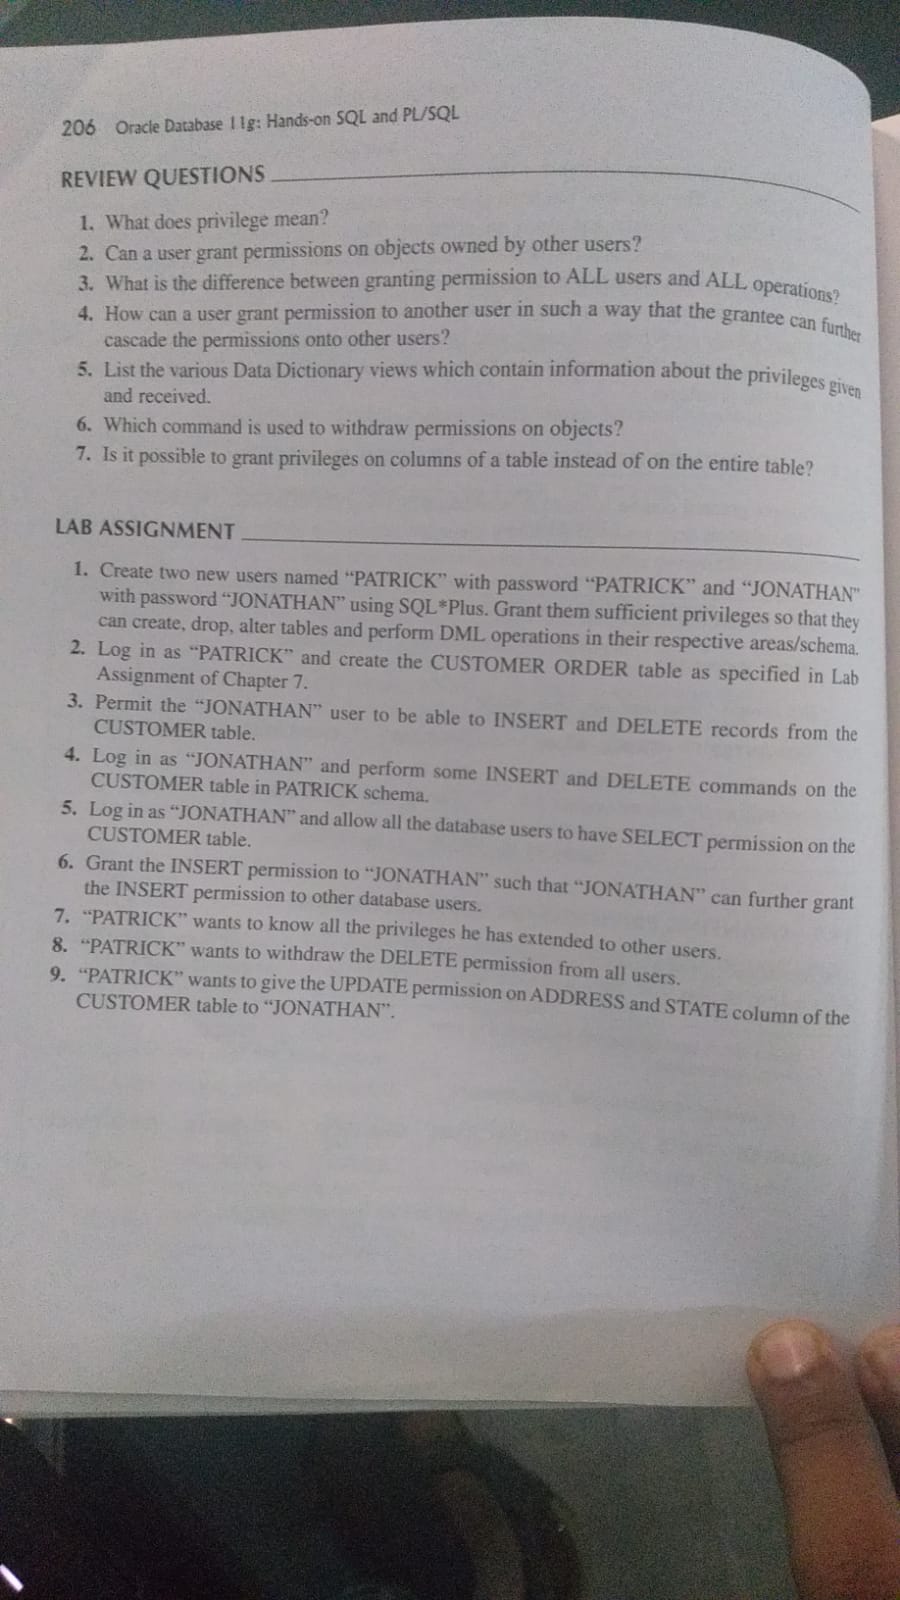 206 Oracle Database 11g: Hands-on SQL and PL/SQL
REVIEW QUESTIONS
1. What does privilege mean?
2. Can a user grant permissions on objects owned by other users?
3. What is the difference between granting permission to ALL users and ALL operations?
4. How can a user grant permission to another user in such a way that the grantee can further
cascade the permissions onto other users?
5. List the various Data Dictionary views which contain information about the privileges given
and received.
6. Which command is used to withdraw permissions on objects?
7. Is it possible to grant privileges on columns of a table instead of on the entire table?
LAB ASSIGNMENT
1. Create two new users named “PATRICK” with password “PATRICK” and “JONATHAN”
with password “JONATHAN” using SQL*Plus. Grant them sufficient privileges so that they
can create, drop, alter tables and perform DML operations in their respective areas/schema.
2. Log in as “PATRICK” and create the CUSTOMER ORDER table as specified in Lab
Assignment of Chapter 7.
3. Permit the “JONATHAN” user to be able to INSERT and DELETE records from the
CUSTOMER table.
4. Log in as “JONATHAN” and perform some INSERT and DELETE commands on the
CUSTOMER table in PATRICK schema.
5. Log in as “JONATHAN” and allow all the database users to have SELECT permission on the
CUSTOMER table.
6. Grant the INSERT permission to “JONATHAN” such that “JONATHAN” can further grant
the INSERT permission to other database users.
7. “PATRICK” wants to know all the privileges he has extended to other users.
8. “PATRICK” wants to withdraw the DELETE permission from all users.
9. “PATRICK” wants to give the UPDATE permission on ADDRESS and STATE column of the
CUSTOMER table to “JONATHAN”.